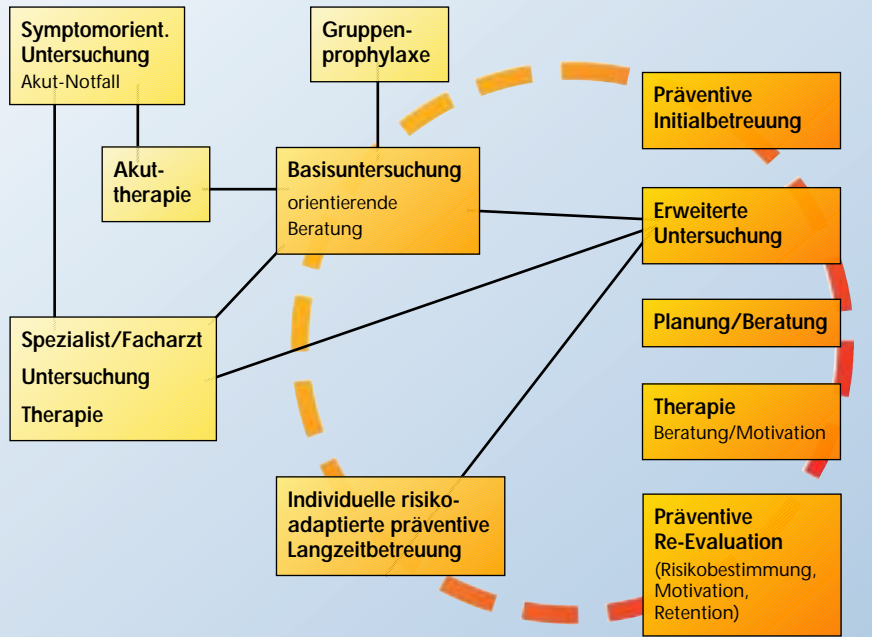 Symptomorient.
Untersuchung
Akut-Notfall
Gruppen-
prophylaxe
Präventive
Initialbetreuung
Akut-
therapie
Basisuntersuchung
orientierende
Beratung
Erweiterte
Untersuchung
Spezialist/Facharzt
Untersuchung
Therapie
Planung/Beratung
Therapie
Beratung/Motivation
Individuelle risiko-
adaptierte präventive
Langzeitbetreuung
Präventive
Re-Evaluation
(Risikobestimmung,
Motivation,
Retention)